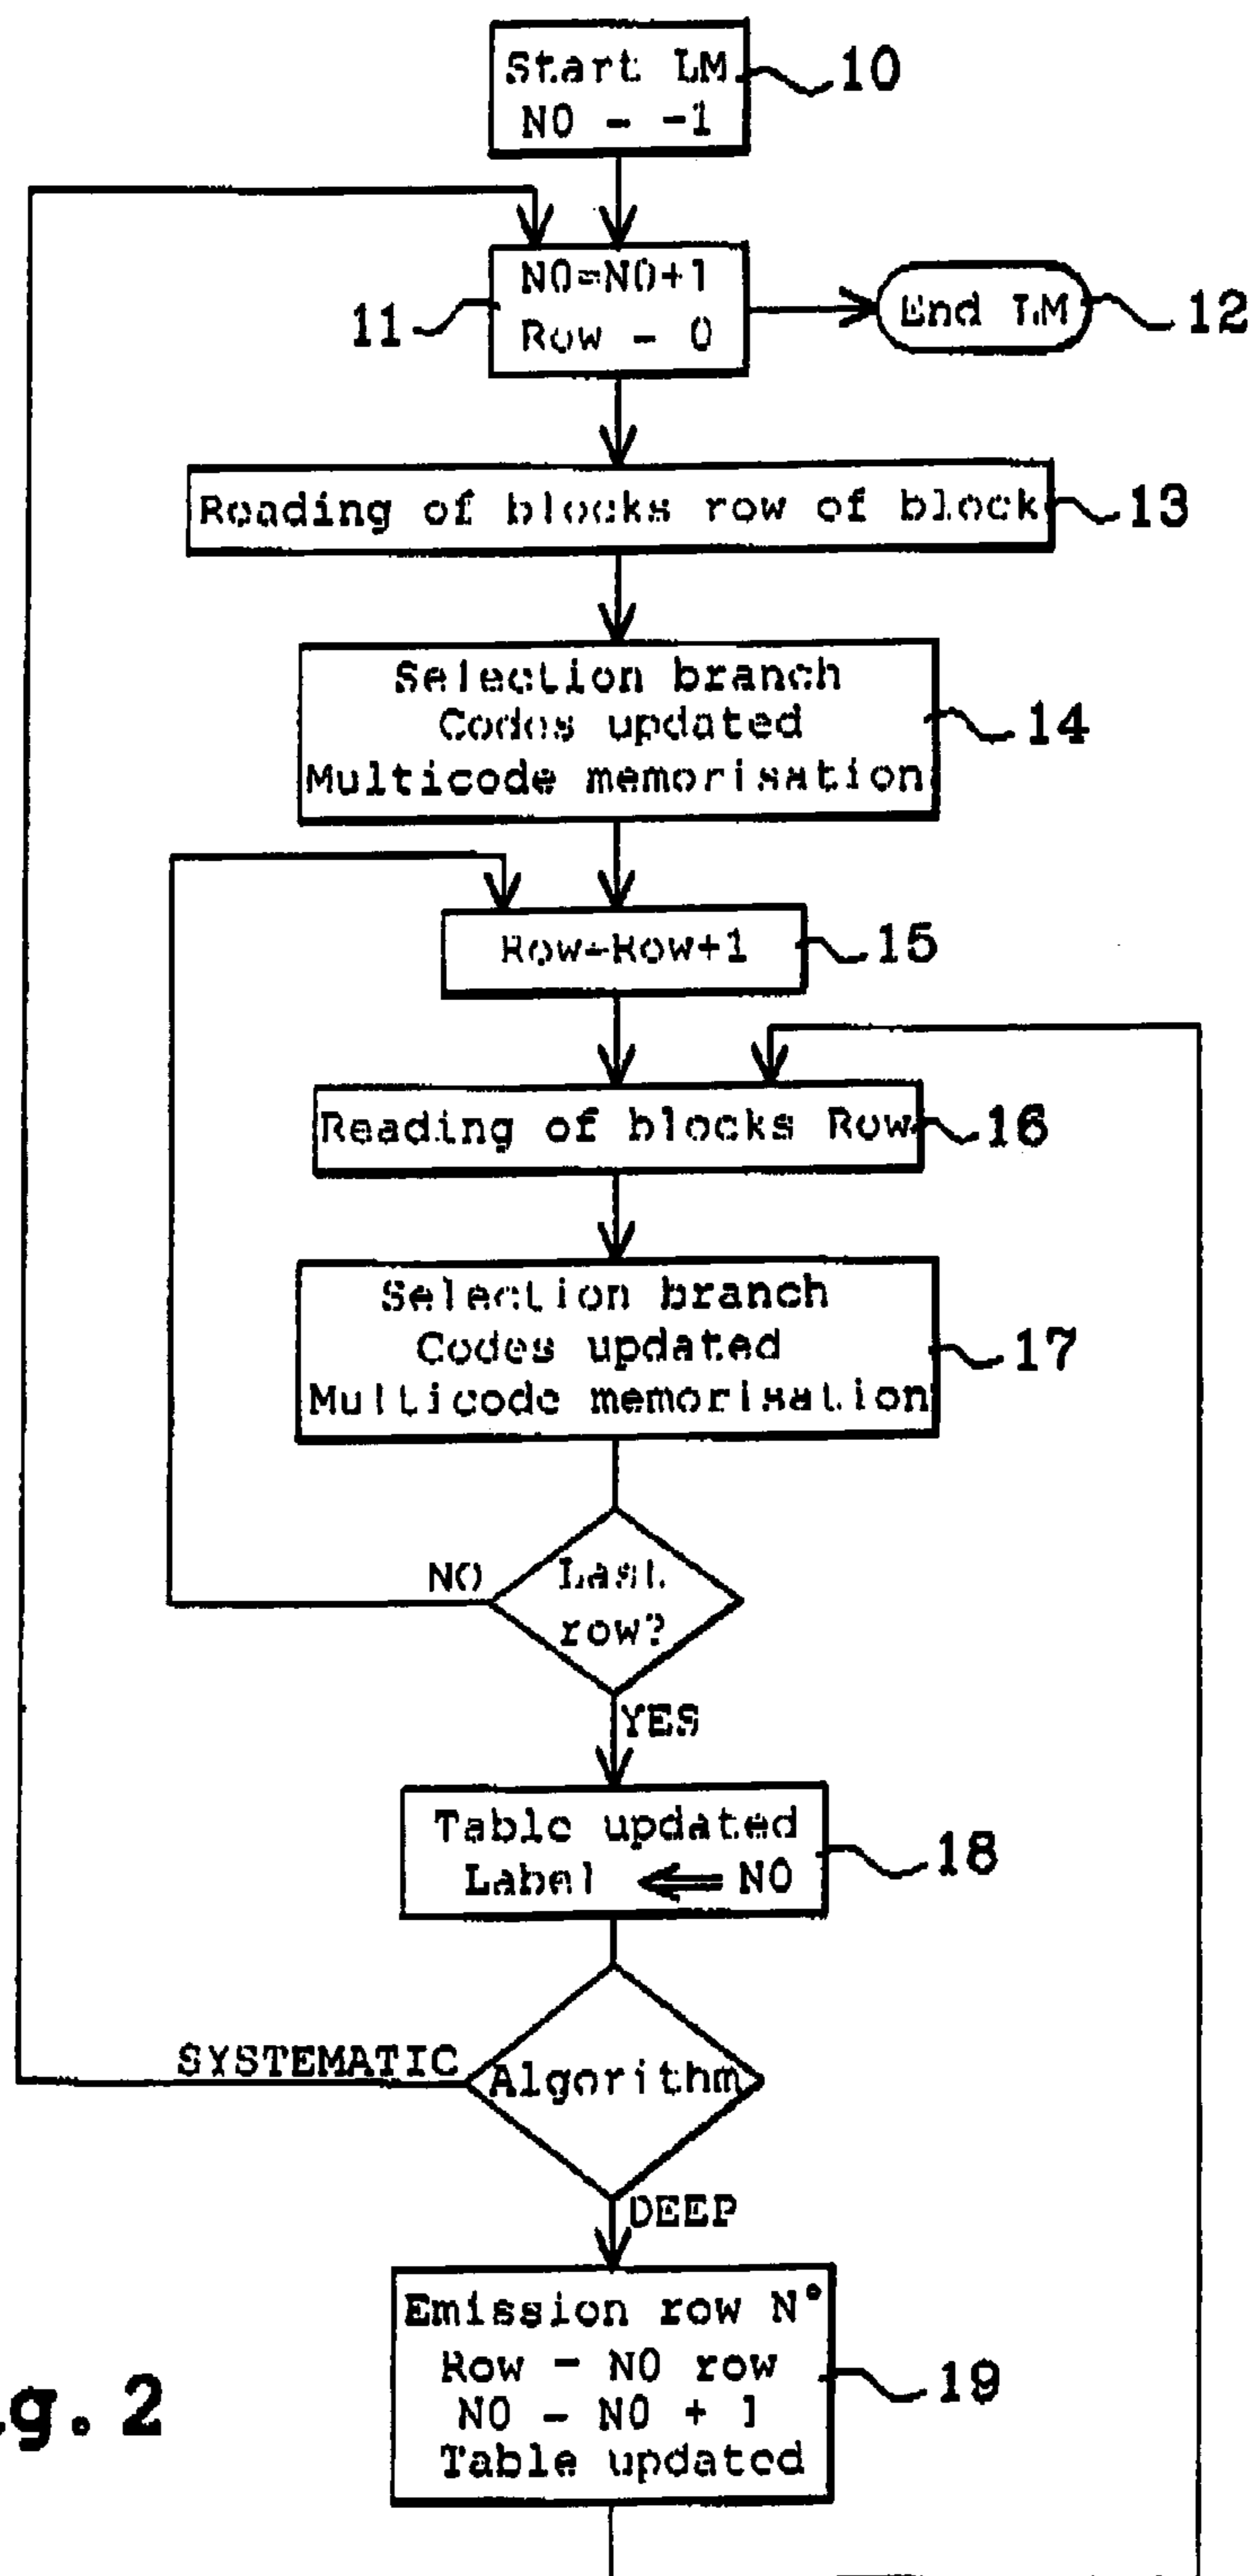 Start LM
N0 = -1
10
N0=N0+1
Row = 0
11
End LM
12
Reading of blocks row of block
13
Selection branch
Codes updated
Multicode memorisation
14
Row=Row+1
15
Reading of blocks Row
16
Selection branch
Codes updated
Multicode memorisation
17
Last
row?
NO
YES
Table updated
Label ⇐ N0
18
Algorithm
SYSTEMATIC
DEEP
Emission row N°
Row = N0 row
N0 = N0 + 1
Table updated
19
g. 2